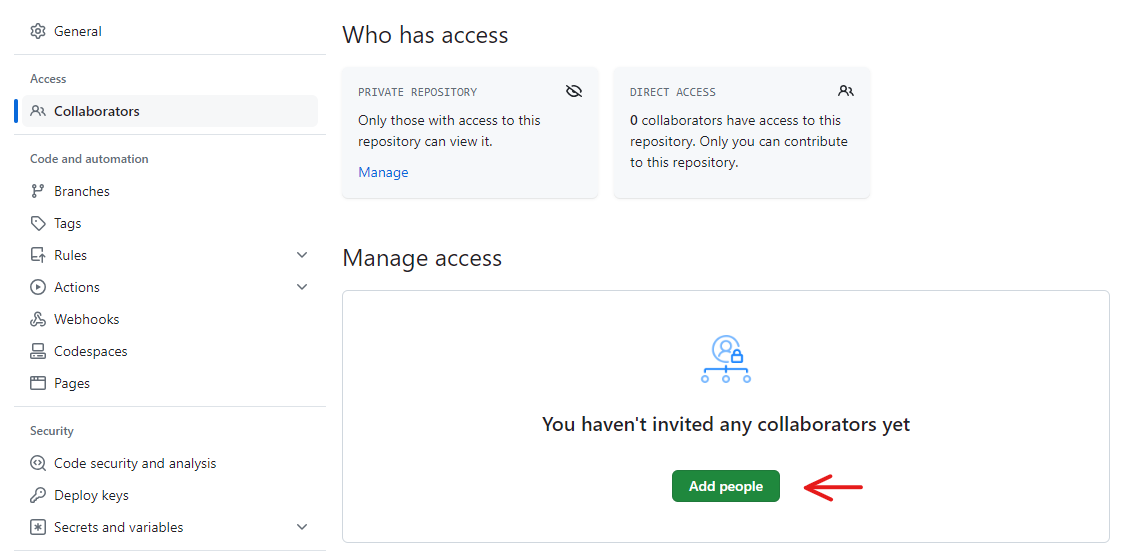 General
Access
Collaborators
Code and automation
Branches
Tags
Rules
Actions
Webhooks
Codespaces
Pages
Security
Code security and analysis
Deploy keys
Secrets and variables
Who has access
PRIVATE REPOSITORY
Only those with access to this
repository can view it.
Manage
DIRECT ACCESS
0 collaborators have access to this
repository. Only you can contribute
to this repository.
Manage access
You haven't invited any collaborators yet
Add people